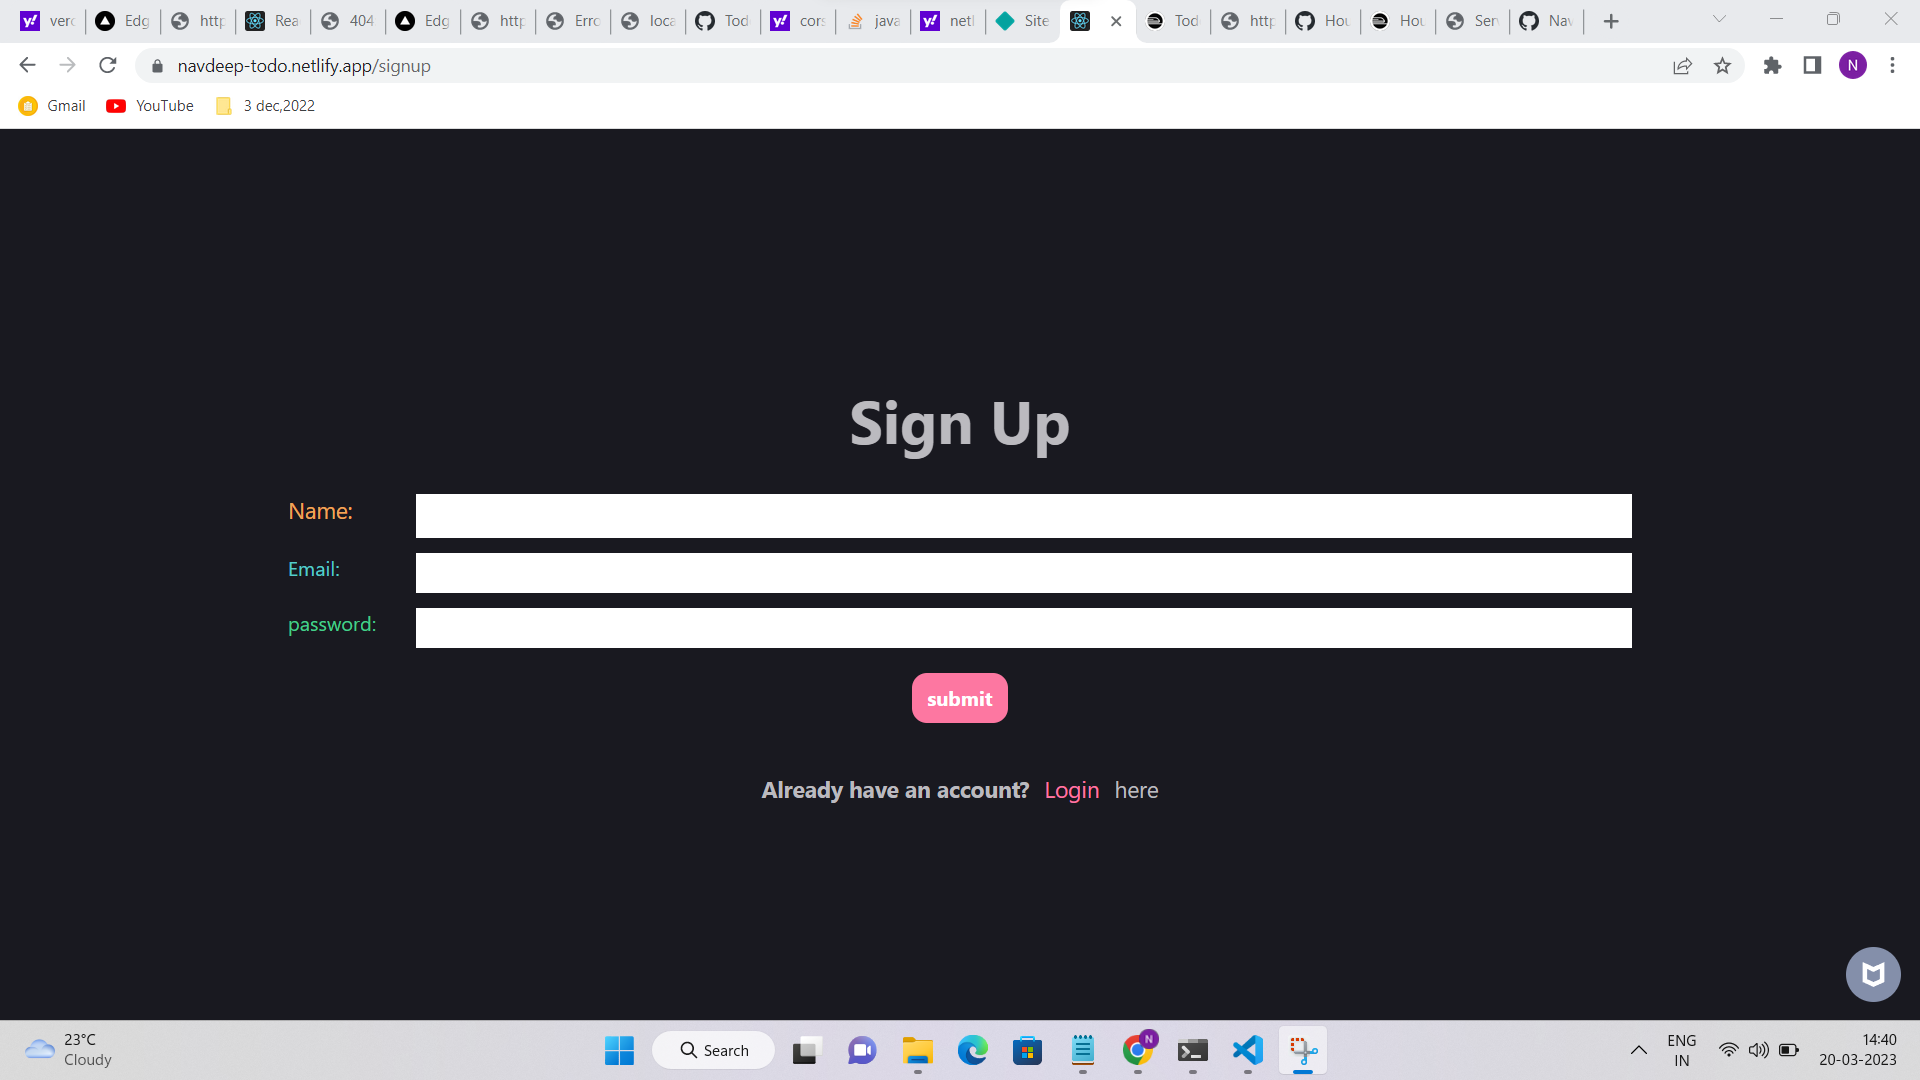 verc Edg http Rea 404 Edg http Erro loca Tod cors java netl Site Tod http Hou Hou Serv Nav
navdeep-todo.netlify.app/signup N
Gmail YouTube 3 dec,2022
Sign Up
Name:
Email:
password:
submit
Already have an account? Login here
23°C
Cloudy
Search
N
ENG
IN
14:40
20-03-2023